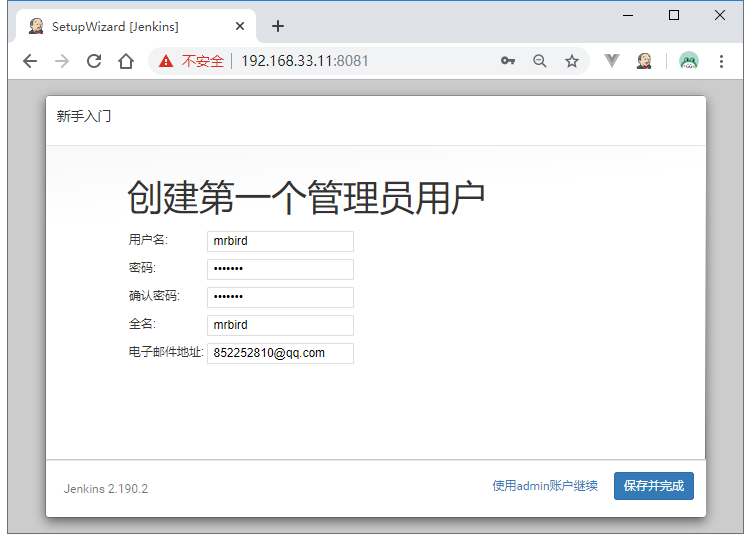 SetupWizard [Jenkins]
不安全 | 192.168.33.11:8081
新手入门
创建第一个管理员用户
用户名: mrbird
密码: •••••••
确认密码: •••••••
全名: mrbird
电子邮件地址: 852252810@qq.com
Jenkins 2.190.2 使用admin账户继续 保存并完成